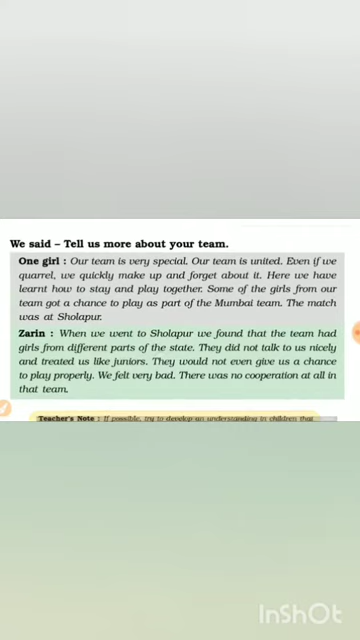 We said – Tell us more about your team.
One girl : Our team is very special. Our team is united. Even if we
quarrel, we quickly make up and forget about it. Here we have
learnt how to stay and play together. Some of the girls from our
team got a chance to play as part of the Mumbai team. The match
was at Sholapur.
Zarin : When we went to Sholapur we found that the team had
girls from different parts of the state. They did not talk to us nicely
and treated us like juniors. They would not even give us a chance
to play properly. We felt very bad. There was no cooperation at all in
that team.
Teacher's Note : If possible, try to develop an understanding in children that
InShOt